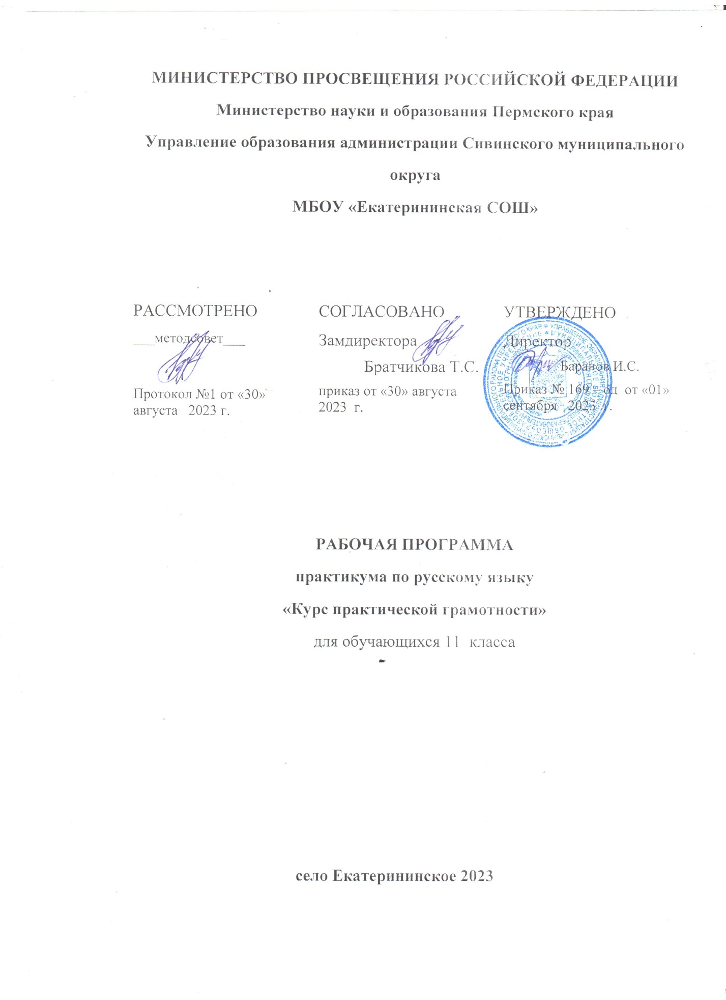 МИНИСТЕРСТВО ПРОСВЕЩЕНИЯ РОССИЙСКОЙ ФЕДЕРАЦИИ
Министерство науки и образования Пермского края
Управление образования администрации Сивинского муниципального
округа
МБОУ «Екатерининская СОШ»
РАССМОТРЕНО
___методсовет___
Протокол №1 от «30»
августа 2023 г.
СОГЛАСОВАНО
Замдиректора
Братчикова Т.С.
приказ от «30» августа
2023 г.
УТВЕРЖДЕНО
Директор
Баранов И.С.
Приказ № 169 – од от «01»
сентября 2023 г.
РАБОЧАЯ ПРОГРАММА
практикума по русскому языку
«Курс практической грамотности»
для обучающихся 11 класса
село Екатерининское 2023